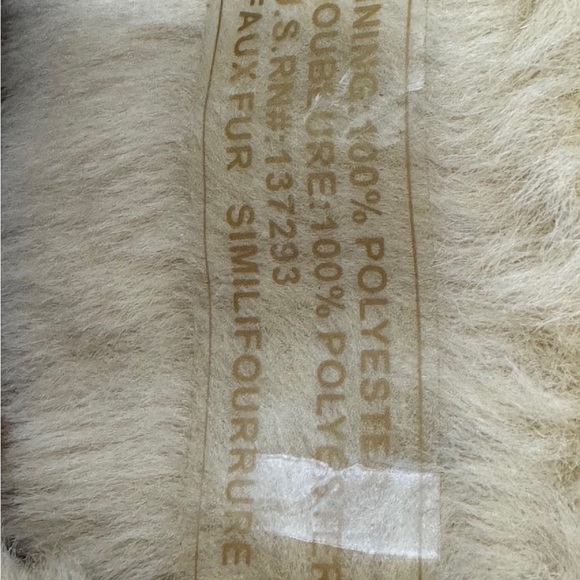 NING: 100% POLYESTE
OUBLURE:100% POLYE
.S.RN#:137293
FAUX FUR SIMILIFOURRURE